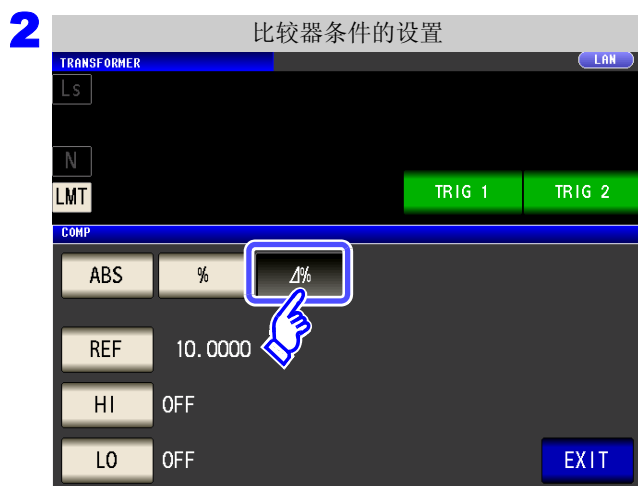 2
比较器条件的设置
TRANSFORMER LAN
Ls
N
LMT TRIG 1 TRIG 2
COMP
ABS % Δ%
REF 10.0000
HI OFF
LO OFF EXIT